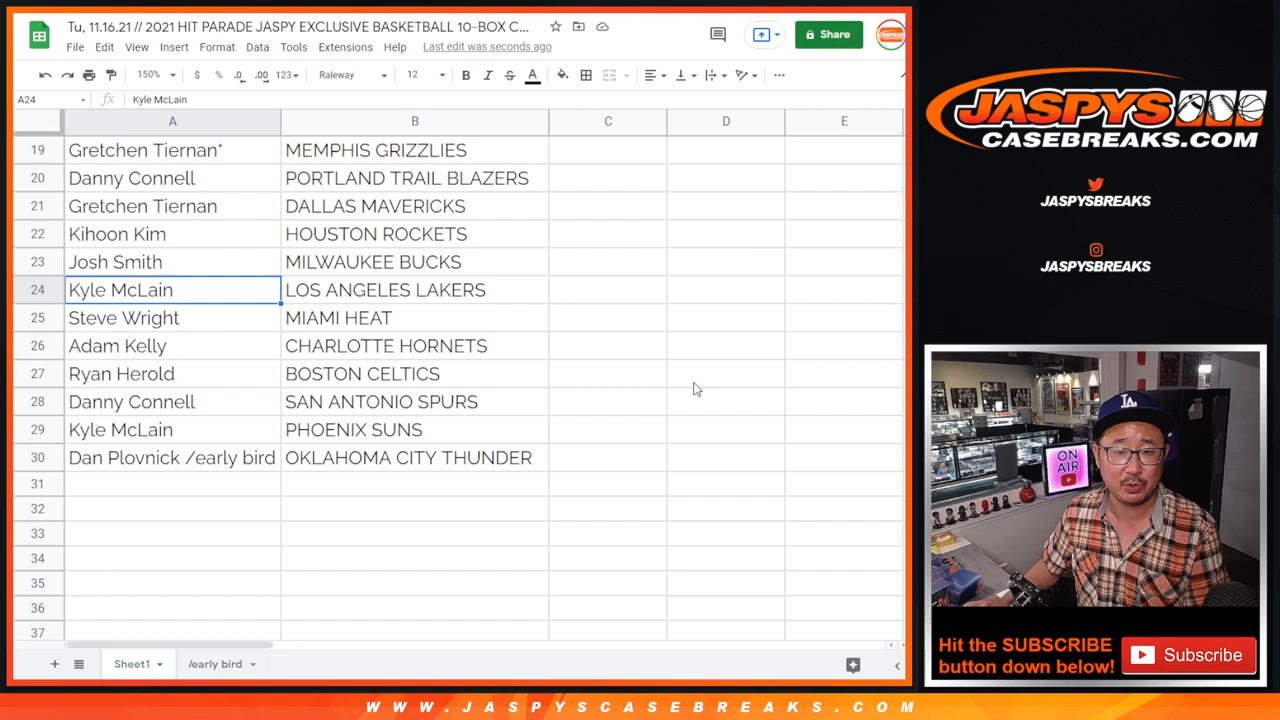 Tu, 11.16.21 // 2021 HIT PARADE JASPY EXCLUSIVE BASKETBALL 10-BOX C...
File Edit View Insert Format Data Tools Extensions Help Last edit was seconds ago
Share
150% $ % .0 .00 123 Raleway 12 B I S A
A24 fx Kyle McLain
A B C D E
19 Gretchen Tiernan* MEMPHIS GRIZZLIES
20 Danny Connell PORTLAND TRAIL BLAZERS
21 Gretchen Tiernan DALLAS MAVERICKS
22 Kihoon Kim HOUSTON ROCKETS
23 Josh Smith MILWAUKEE BUCKS
24 Kyle McLain LOS ANGELES LAKERS
25 Steve Wright MIAMI HEAT
26 Adam Kelly CHARLOTTE HORNETS
27 Ryan Herold BOSTON CELTICS
28 Danny Connell SAN ANTONIO SPURS
29 Kyle McLain PHOENIX SUNS
30 Dan Plovnick /early bird OKLAHOMA CITY THUNDER
31
32
33
34
35
36
37
Sheet1 /early bird
JASPYS
CASEBREAKS.COM
JASPYSBREAKS
JASPYSBREAKS
LA
ON
AIR
Hit the SUBSCRIBE
button down below!
Subscribe
WWW.JASPYSCASEBREAKS.COM